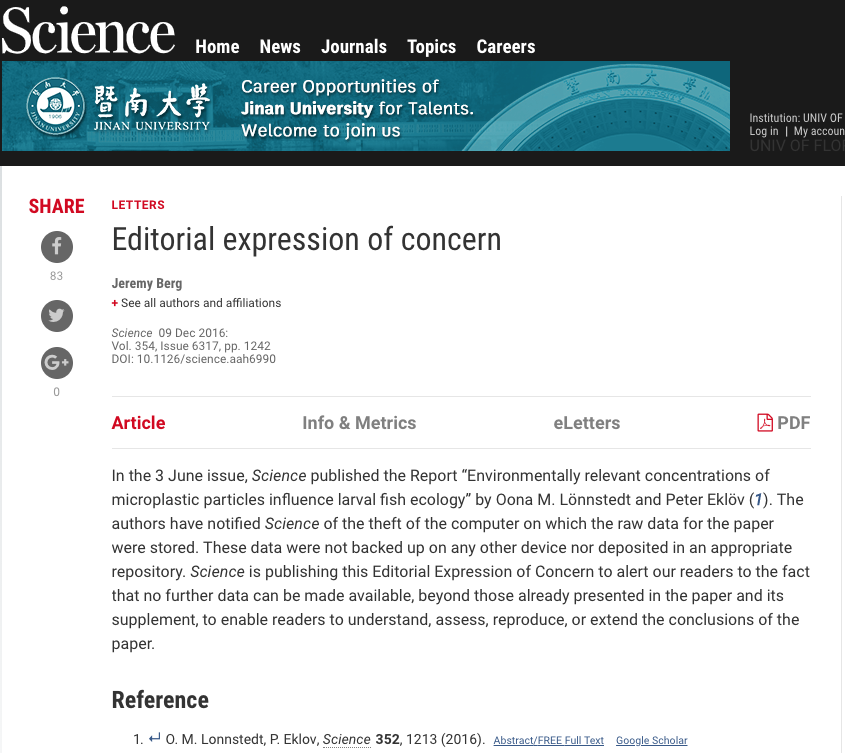 Science
Home News Journals Topics Careers
暨南大學
JINAN UNIVERSITY
Career Opportunities of
Jinan University for Talents.
Welcome to join us
Institution: UNIV OF
Log in | My accoun
UNIV OF FLO
SHARE
83
G+
0
LETTERS
Editorial expression of concern
Jeremy Berg
+ See all authors and affiliations
Science 09 Dec 2016:
Vol. 354, Issue 6317, pp. 1242
DOI: 10.1126/science.aah6990
Article Info & Metrics eLetters PDF
In the 3 June issue, Science published the Report “Environmentally relevant concentrations of
microplastic particles influence larval fish ecology” by Oona M. Lönnstedt and Peter Eklöv (1). The
authors have notified Science of the theft of the computer on which the raw data for the paper
were stored. These data were not backed up on any other device nor deposited in an appropriate
repository. Science is publishing this Editorial Expression of Concern to alert our readers to the fact
that no further data can be made available, beyond those already presented in the paper and its
supplement, to enable readers to understand, assess, reproduce, or extend the conclusions of the
paper.
Reference
1. ↵ O. M. Lonnstedt, P. Eklov, Science 352, 1213 (2016). Abstract/FREE Full Text Google Scholar